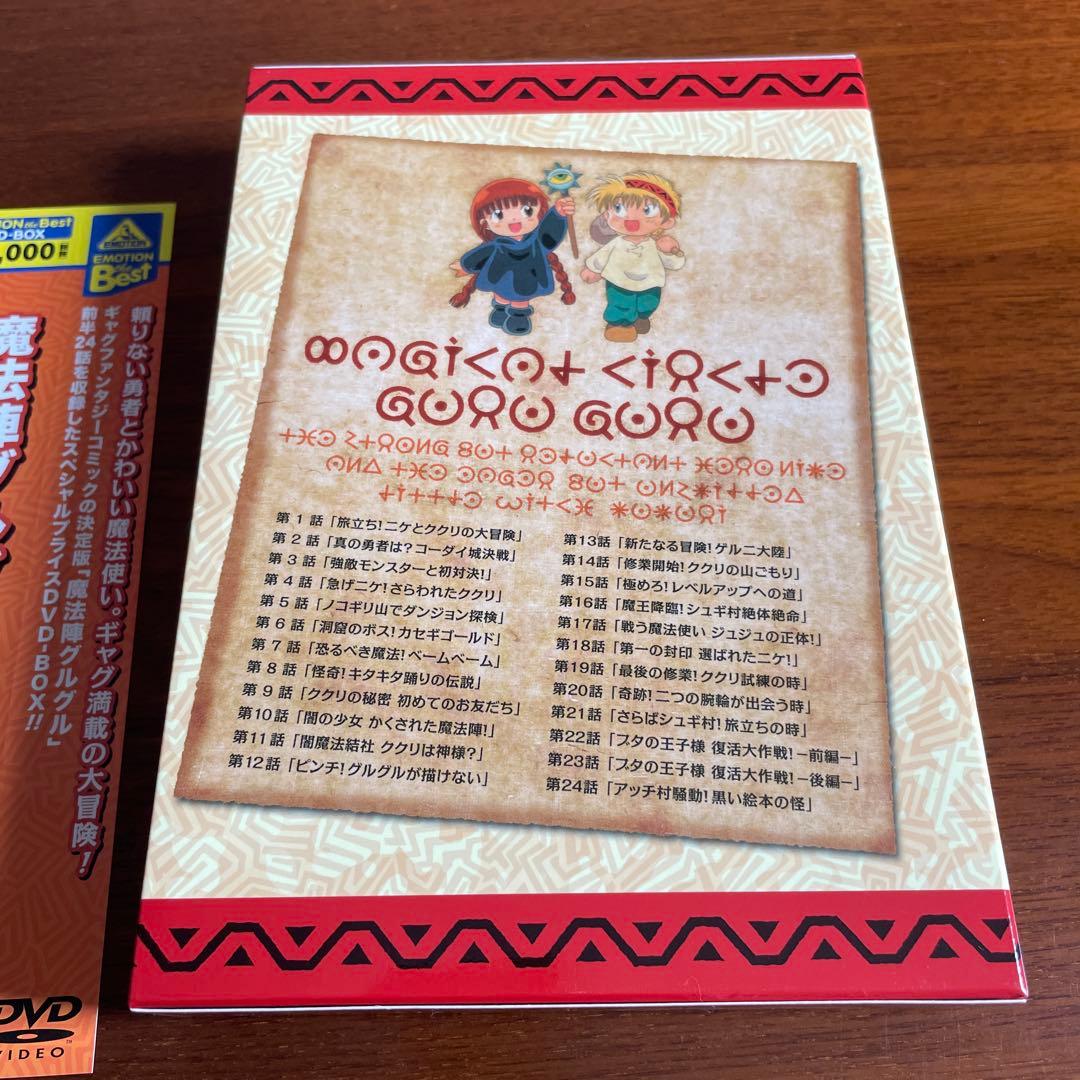 MAGICAL CIRCLE
GURU GURU
THE STRONG BUT RELUCTANT HERO NIKE
AND THE EAGER BUT UNSKILLED
LITTLE WITCH KUKURI
第1話「旅立ち!ニケとククリの大冒険」
第2話「真の勇者は?コーダイ城決戦」
第3話「強敵モンスターと初対決!」
第4話「急げニケ!さらわれたククリ」
第5話「ノコギリ山でダンジョン探検」
第6話「洞窟のボス!カセギゴールド」
第7話「恐るべき魔法!ベームベーム」
第8話「怪奇!キタキタ踊りの伝説」
第9話「ククリの秘密 初めてのお友だち」
第10話「闇の少女 かくされた魔法陣!」
第11話「闇魔法結社 ククリは神様?」
第12話「ピンチ!グルグルが描けない」
第13話「新たなる冒険!ゲルニ大陸」
第14話「修業開始!ククリの山ごもり」
第15話「極めろ!レベルアップへの道」
第16話「魔王降臨!シュギ村絶体絶命」
第17話「戦う魔法使い ジュジュの正体!」
第18話「第一の封印 選ばれたニケ!」
第19話「最後の修業!ククリ試練の時」
第20話「奇跡!二つの腕輪が出会う時」
第21話「さらばシュギ村!旅立ちの時」
第22話「ブタの王子様 復活大作戦!−前編−」
第23話「ブタの王子様 復活大作戦!−後編−」
第24話「アッチ村騒動!黒い絵本の怪」
the Best
D-BOX
,000
EMOTION
EMOTION
the Best
頼りない勇者とかわいい魔法使い。ギャグ満載の大冒険!
ギャグファンタジーコミックの決定版『魔法陣グルグル』
前半24話を収録したスペシャルプライスDVD-BOX!!
魔法陣グ
DVD
VIDEO